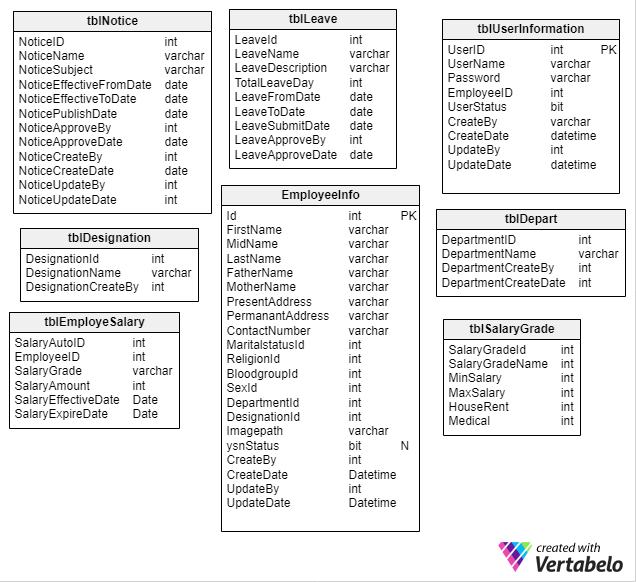 tblNotice
NoticeID int
NoticeName varchar
NoticeSubject varchar
NoticeEffectiveFromDate date
NoticeEffectiveToDate date
NoticePublishDate date
NoticeApproveBy int
NoticeApproveDate date
NoticeCreateBy int
NoticeCreateDate date
NoticeUpdateBy int
NoticeUpdateDate int
tblLeave
LeaveId int
LeaveName varchar
LeaveDescription varchar
TotalLeaveDay int
LeaveFromDate date
LeaveToDate date
LeaveSubmitDate date
LeaveApproveBy int
LeaveApproveDate date
tblUserInformation
UserID int PK
UserName varchar
Password varchar
EmployeeID int
UserStatus bit
CreateBy varchar
CreateDate datetime
UpdateBy int
UpdateDate datetime
tblDesignation
DesignationId int
DesignationName varchar
DesignationCreateBy int
EmployeeInfo
Id int PK
FirstName varchar
MidName varchar
LastName varchar
FatherName varchar
MotherName varchar
PresentAddress varchar
PermanantAddress varchar
ContactNumber varchar
MaritalstatusId int
ReligionId int
BloodgroupId int
SexId int
DepartmentId int
DesignationId int
Imagepath varchar
ysnStatus bit N
CreateBy int
CreateDate Datetime
UpdateBy int
UpdateDate Datetime
tblDepart
DepartmentID int
DepartmentName varchar
DepartmentCreateBy int
DepartmentCreateDate int
tblEmployeSalary
SalaryAutoID int
EmployeeID int
SalaryGrade varchar
SalaryAmount int
SalaryEffectiveDate Date
SalaryExpireDate Date
tblSalaryGrade
SalaryGradeId int
SalaryGradeName int
MinSalary int
MaxSalary int
HouseRent int
Medical int
created with
Vertabelo